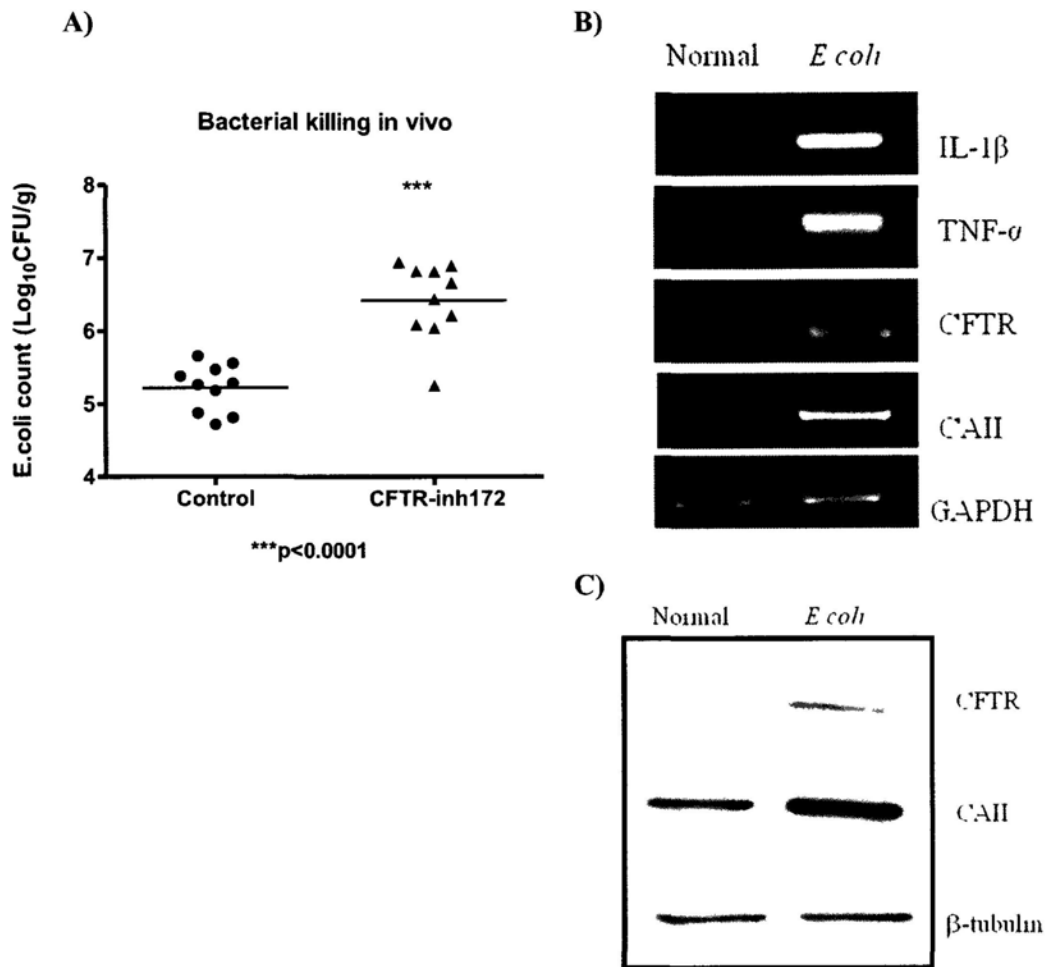 A)
Bacterial killing in vivo
E.coli count (Log10CFU/g)
8
7
6
5
4
***
Control
CFTR-inh172
***p<0.0001
B)
Normal E coli
IL-1β
TNF-α
CFTR
CAII
GAPDH
C)
Normal E coli
CFTR
CAII
β-tubulin